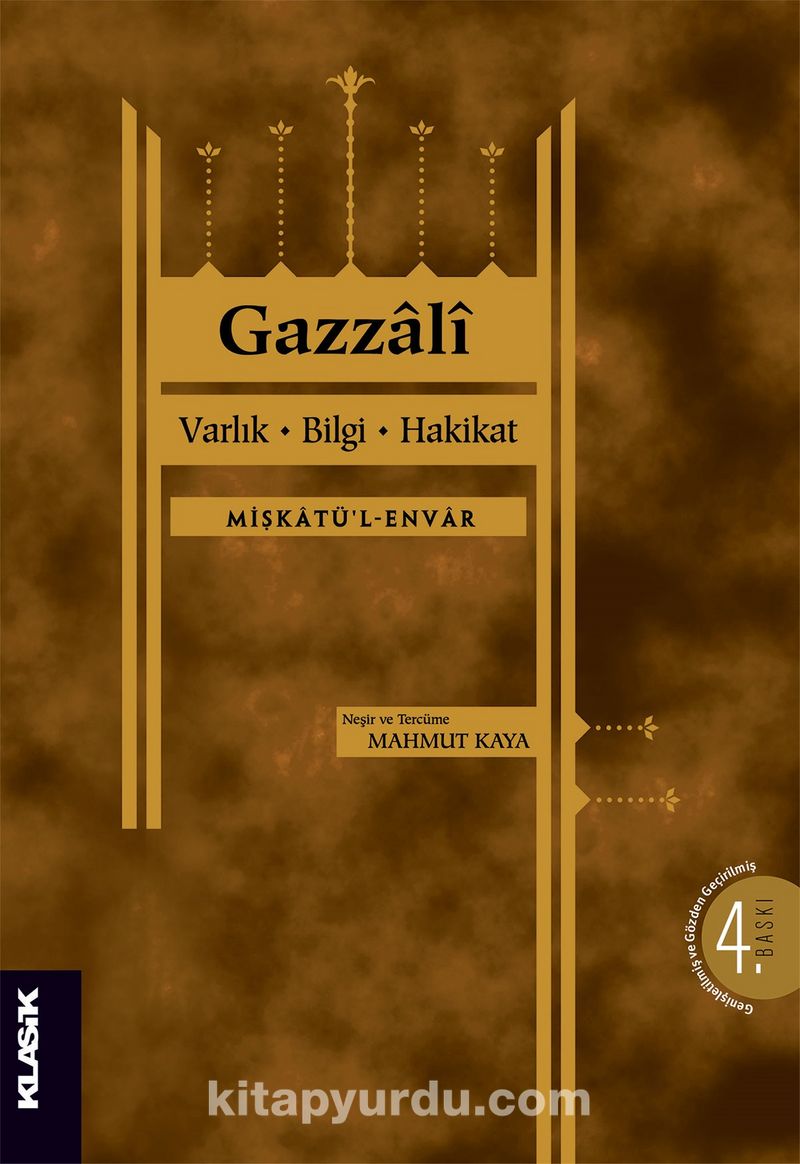 Gazzâlî
Varlık • Bilgi • Hakikat
MİŞKÂTÜ'L-ENVÂR
Neşir ve Tercüme
MAHMUT KAYA
Genişletilmiş ve Gözden Geçirilmiş
4.
BASKI
KLASİK
kitapyurdu.com